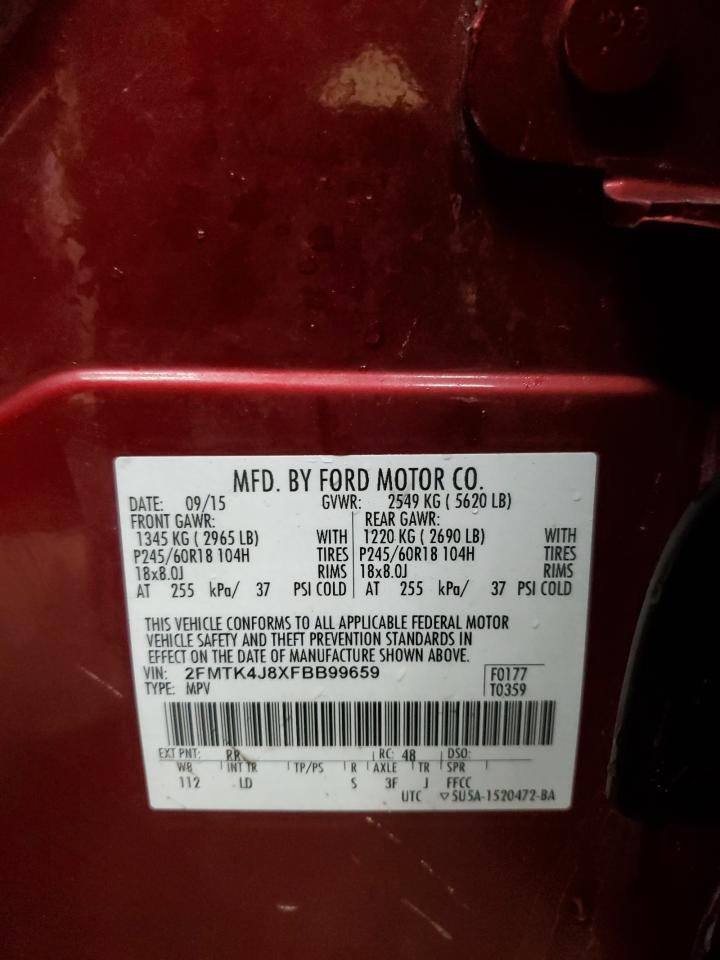 MFD. BY FORD MOTOR CO.
DATE: 09/15 GVWR: 2549 KG ( 5620 LB)
FRONT GAWR: REAR GAWR:
1345 KG ( 2965 LB) WITH 1220 KG ( 2690 LB) WITH
P245/60R18 104H TIRES P245/60R18 104H TIRES
18x8.0J RIMS 18x8.0J RIMS
AT 255 kPa/ 37 PSI COLD AT 255 kPa/ 37 PSI COLD
THIS VEHICLE CONFORMS TO ALL APPLICABLE FEDERAL MOTOR
VEHICLE SAFETY AND THEFT PREVENTION STANDARDS IN
EFFECT ON THE DATE OF MANUFACTURE SHOWN ABOVE.
VIN: 2FMTK4J8XFBB99659 F0177
TYPE: MPV T0359
EXT PNT: RR RC: 48 DSO:
WB INT TR TP/PS R AXLE TR SPR
112 LD S 3F J FFCC
UTC ▽5U5A-1520472-BA